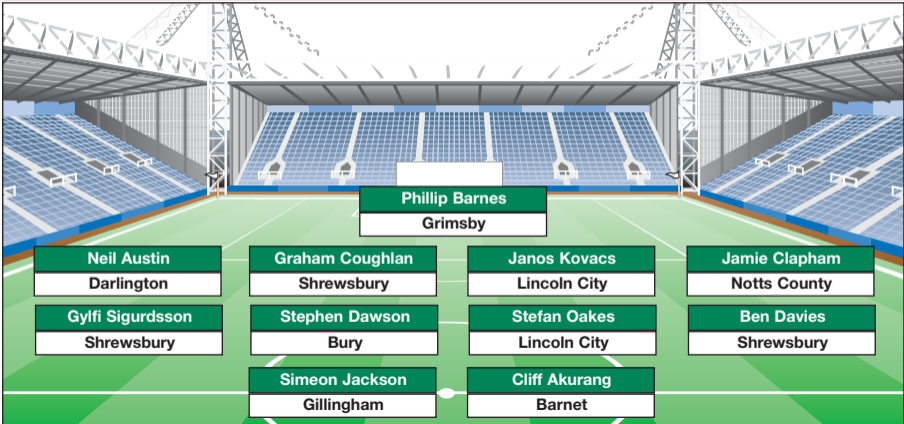 Phillip Barnes
Grimsby
Neil Austin
Darlington
Graham Coughlan
Shrewsbury
Janos Kovacs
Lincoln City
Jamie Clapham
Notts County
Gylfi Sigurdsson
Shrewsbury
Stephen Dawson
Bury
Stefan Oakes
Lincoln City
Ben Davies
Shrewsbury
Simeon Jackson
Gillingham
Cliff Akurang
Barnet